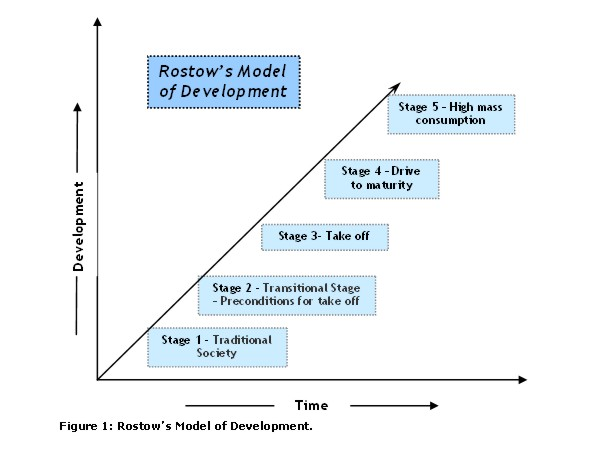 Rostow's Model
of Development
Stage 5 - High mass
consumption
Stage 4 - Drive
to maturity
Stage 3- Take off
Stage 2 - Transitional Stage
- Preconditions for take off
Stage 1 - Traditional
Society
Development
Time
Figure 1: Rostow's Model of Development.